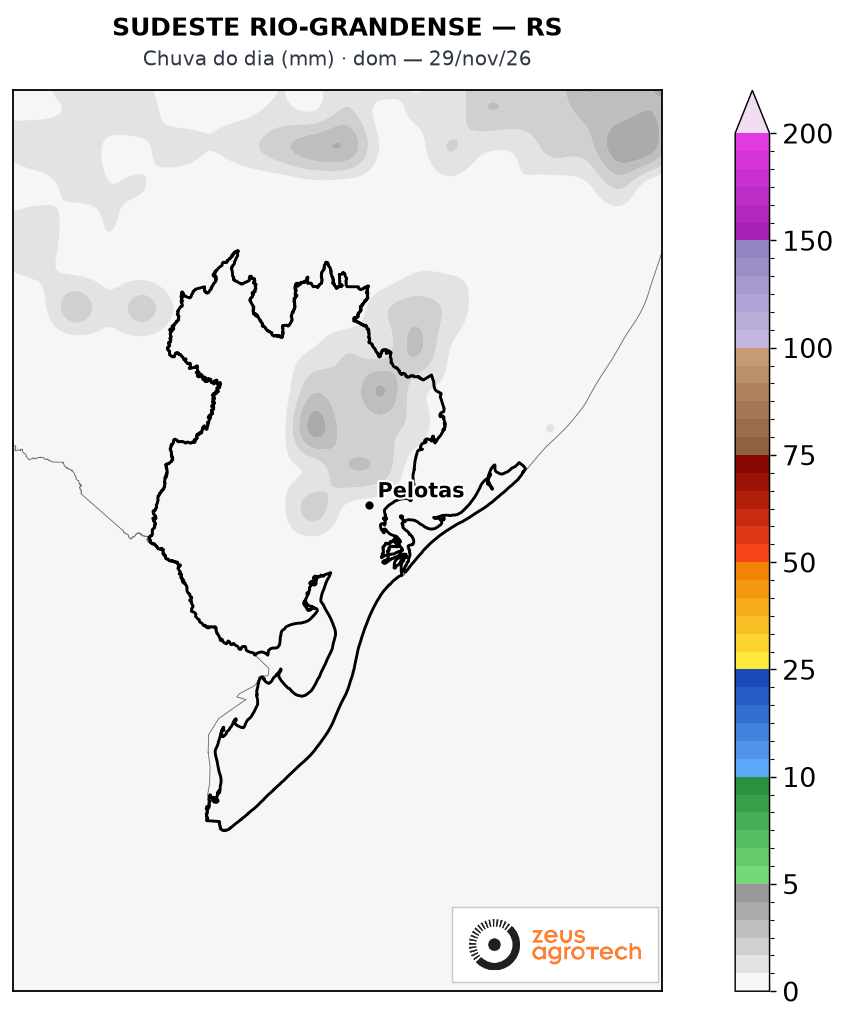 SUDESTE RIO-GRANDENSE — RS
Chuva do dia (mm) · dom — 29/nov/26
200
150
100
75
50
25
10
5
0
Pelotas
zeus
agrotech